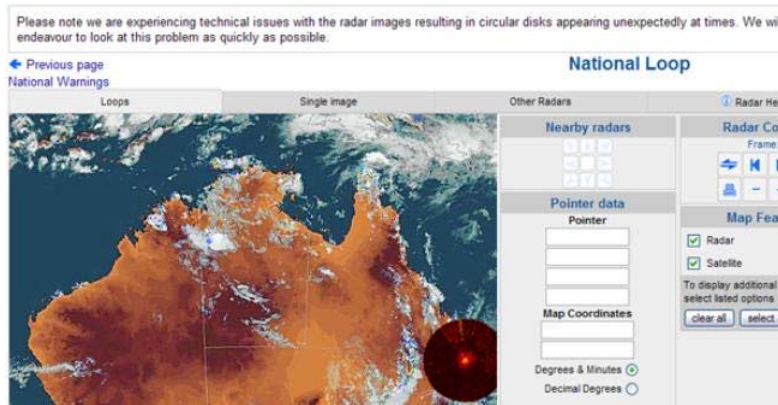 Please note we are experiencing technical issues with the radar images resulting in circular disks appearing unexpectedly at times. We wi
endeavour to look at this problem as quickly as possible.
Previous page
National Warnings
National Loop
Loops
Single image
Other Radars
Radar He
Nearby radars
Pointer data
Pointer
Map Coordinates
Degrees & Minutes
Decimal Degrees
Radar Co
Frame
Map Fea
Radar
Satellite
To display additional
select listed options
clear all
select